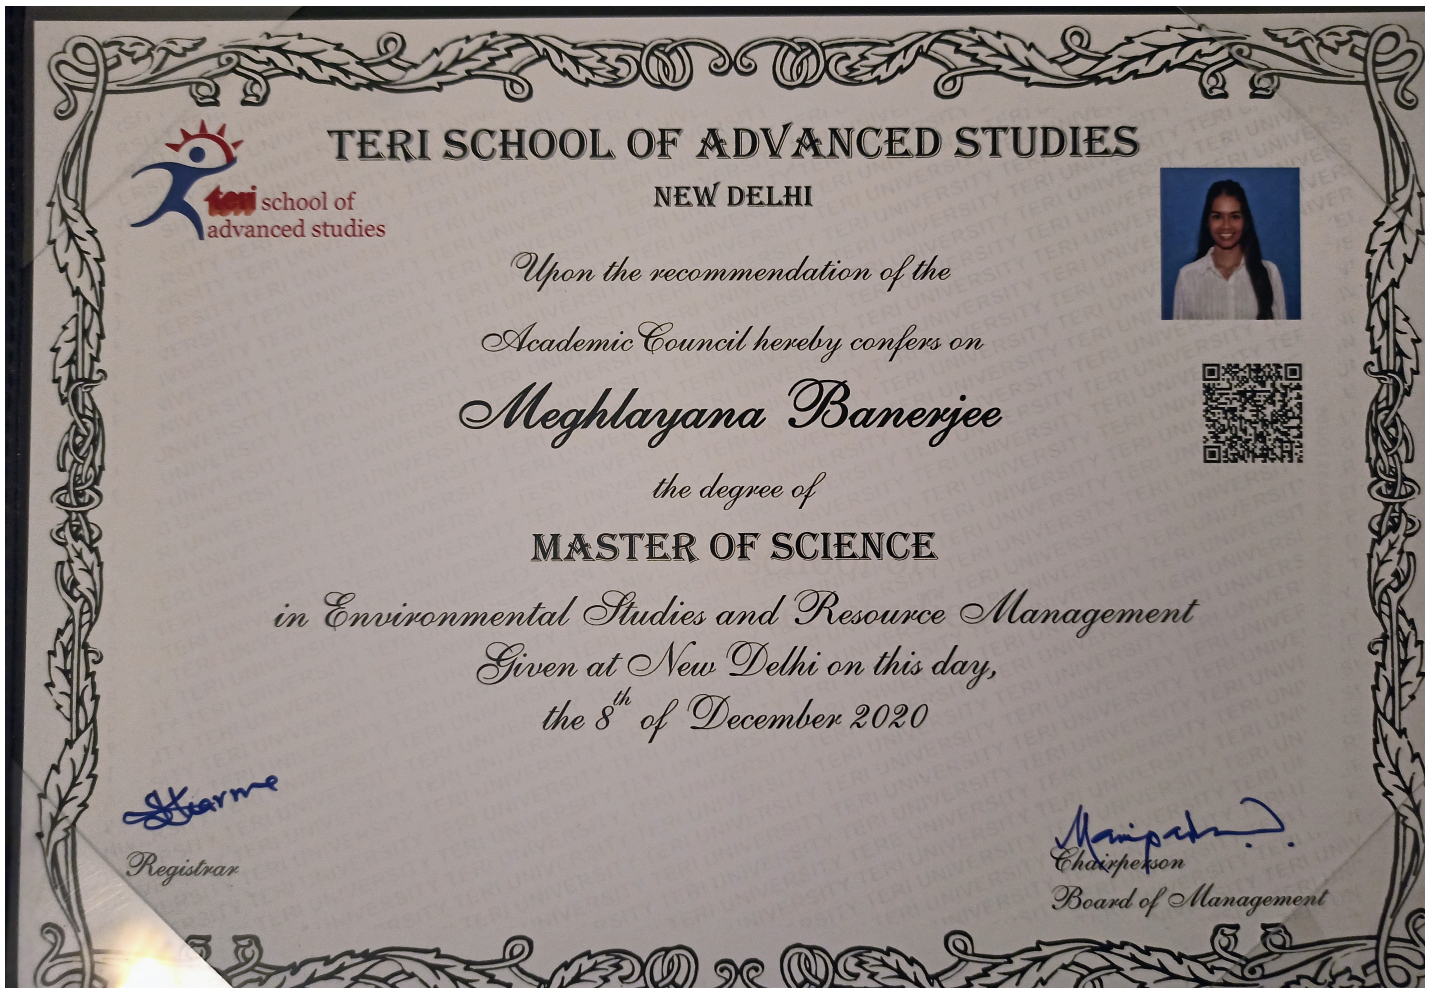 TERI SCHOOL OF ADVANCED STUDIES
NEW DELHI
teri school of
advanced studies
Upon the recommendation of the
Academic Council hereby confers on
Meghlayana Banerjee
the degree of
MASTER OF SCIENCE
in Environmental Studies and Resource Management
Given at New Delhi on this day,
the 8th of December 2020
Registrar
Chairperson
Board of Management